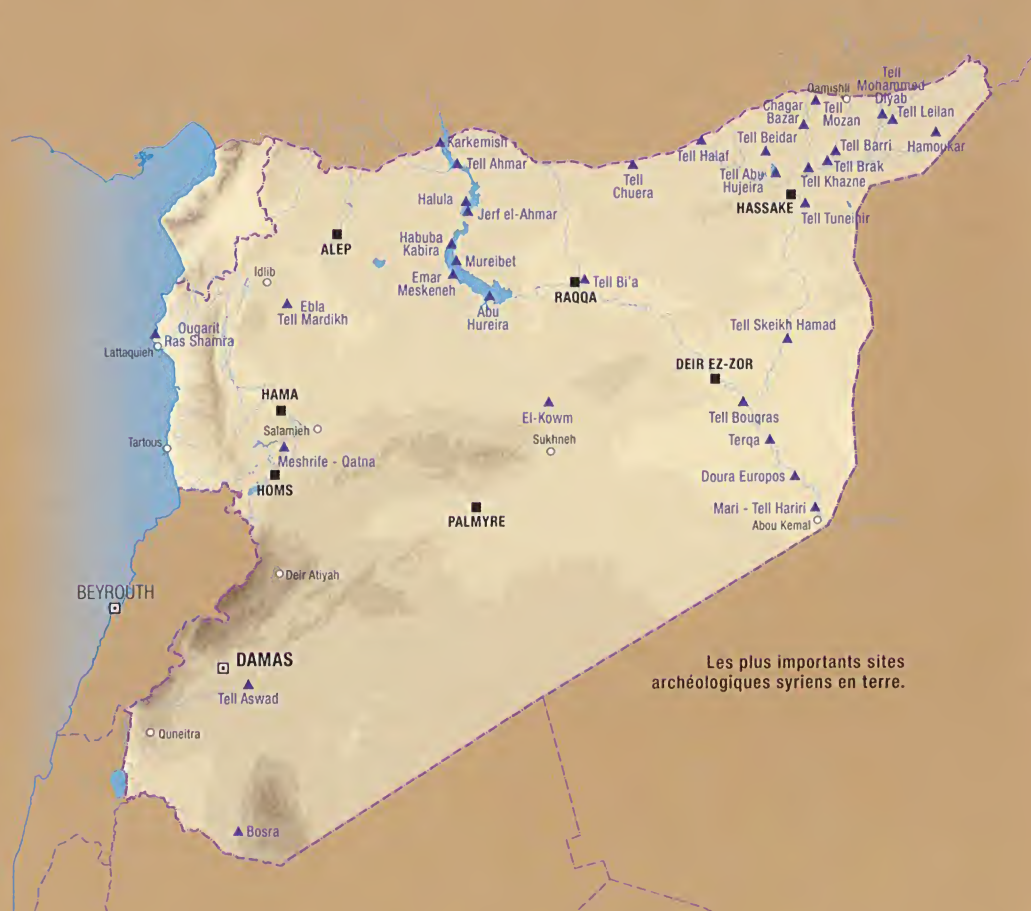 Tell
Qamishli
Mohammed
Diyab
Chagar
Bazar
Tell
Mozan
Tell Leilan
Tell Beidar
Hamoukar
Karkemish
Tell Barri
Tell Halaf
Tell Ahmar
Tell Brak
Tell
Chuera
Tell Abu
Hujeira
Tell Khazne
Halula
HASSAKE
Jerf el-Ahmar
Tell Tuneinir
ALEP
Habuba
Kabira
Mureibet
Idlib
Emar
Meskeneh
Tell Bi'a
RAQQA
Ebla
Tell Mardikh
Abu
Hureira
Ougarit
Ras Shamra
Tell Skeikh Hamad
Lattaquieh
DEIR EZ-ZOR
HAMA
El-Kowm
Tell Bouqras
Salamieh
Sukhneh
Terqa
Tartous
Meshrife - Qatna
Doura Europos
HOMS
Mari - Tell Hariri
PALMYRE
Abou Kemal
Deir Atiyah
BEYROUTH
DAMAS
Les plus importants sites
archéologiques syriens en terre.
Tell Aswad
Quneitra
Bosra